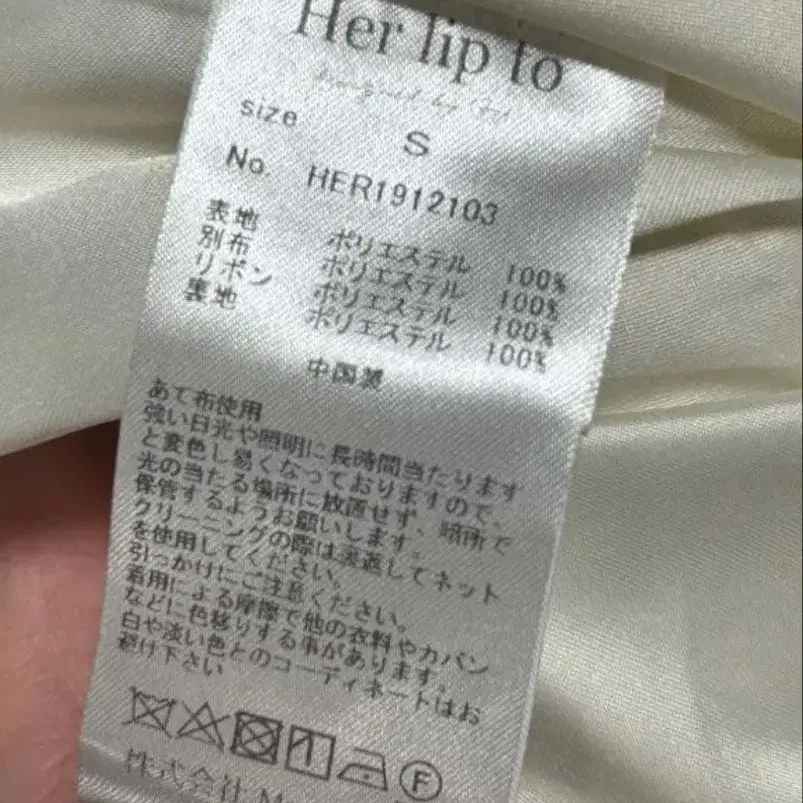 Her lip to
designed by
size S
No. HER1912103
表地 ポリエステル 100%
別布 ポリエステル 100%
リボン ポリエステル 100%
裏地 ポリエステル 100%
中国製
あて布使用
強い日光や照明に長時間当たります
と変色し易くなっておりますので、
光の当たる場所に放置せず、暗所で
保管するようお願いします。
クリーニングの際は裏返してネット
を使用してください。
引っかけにご注意ください。
着用による摩擦で他の衣料やカバン
などに色移りする事があります。
白や淡い色とのコーディネートはお
避け下さい
F
株式会社 M